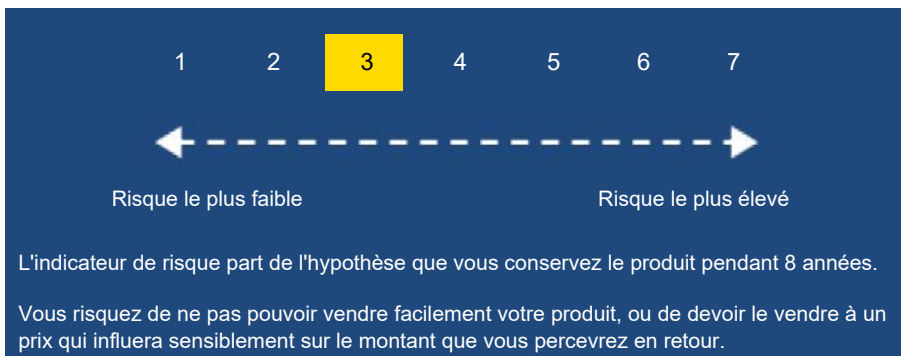 1 2 3 4 5 6 7
Risque le plus faible Risque le plus élevé
L'indicateur de risque part de l'hypothèse que vous conservez le produit pendant 8 années.
Vous risquez de ne pas pouvoir vendre facilement votre produit, ou de devoir le vendre à un
prix qui influera sensiblement sur le montant que vous percevrez en retour.